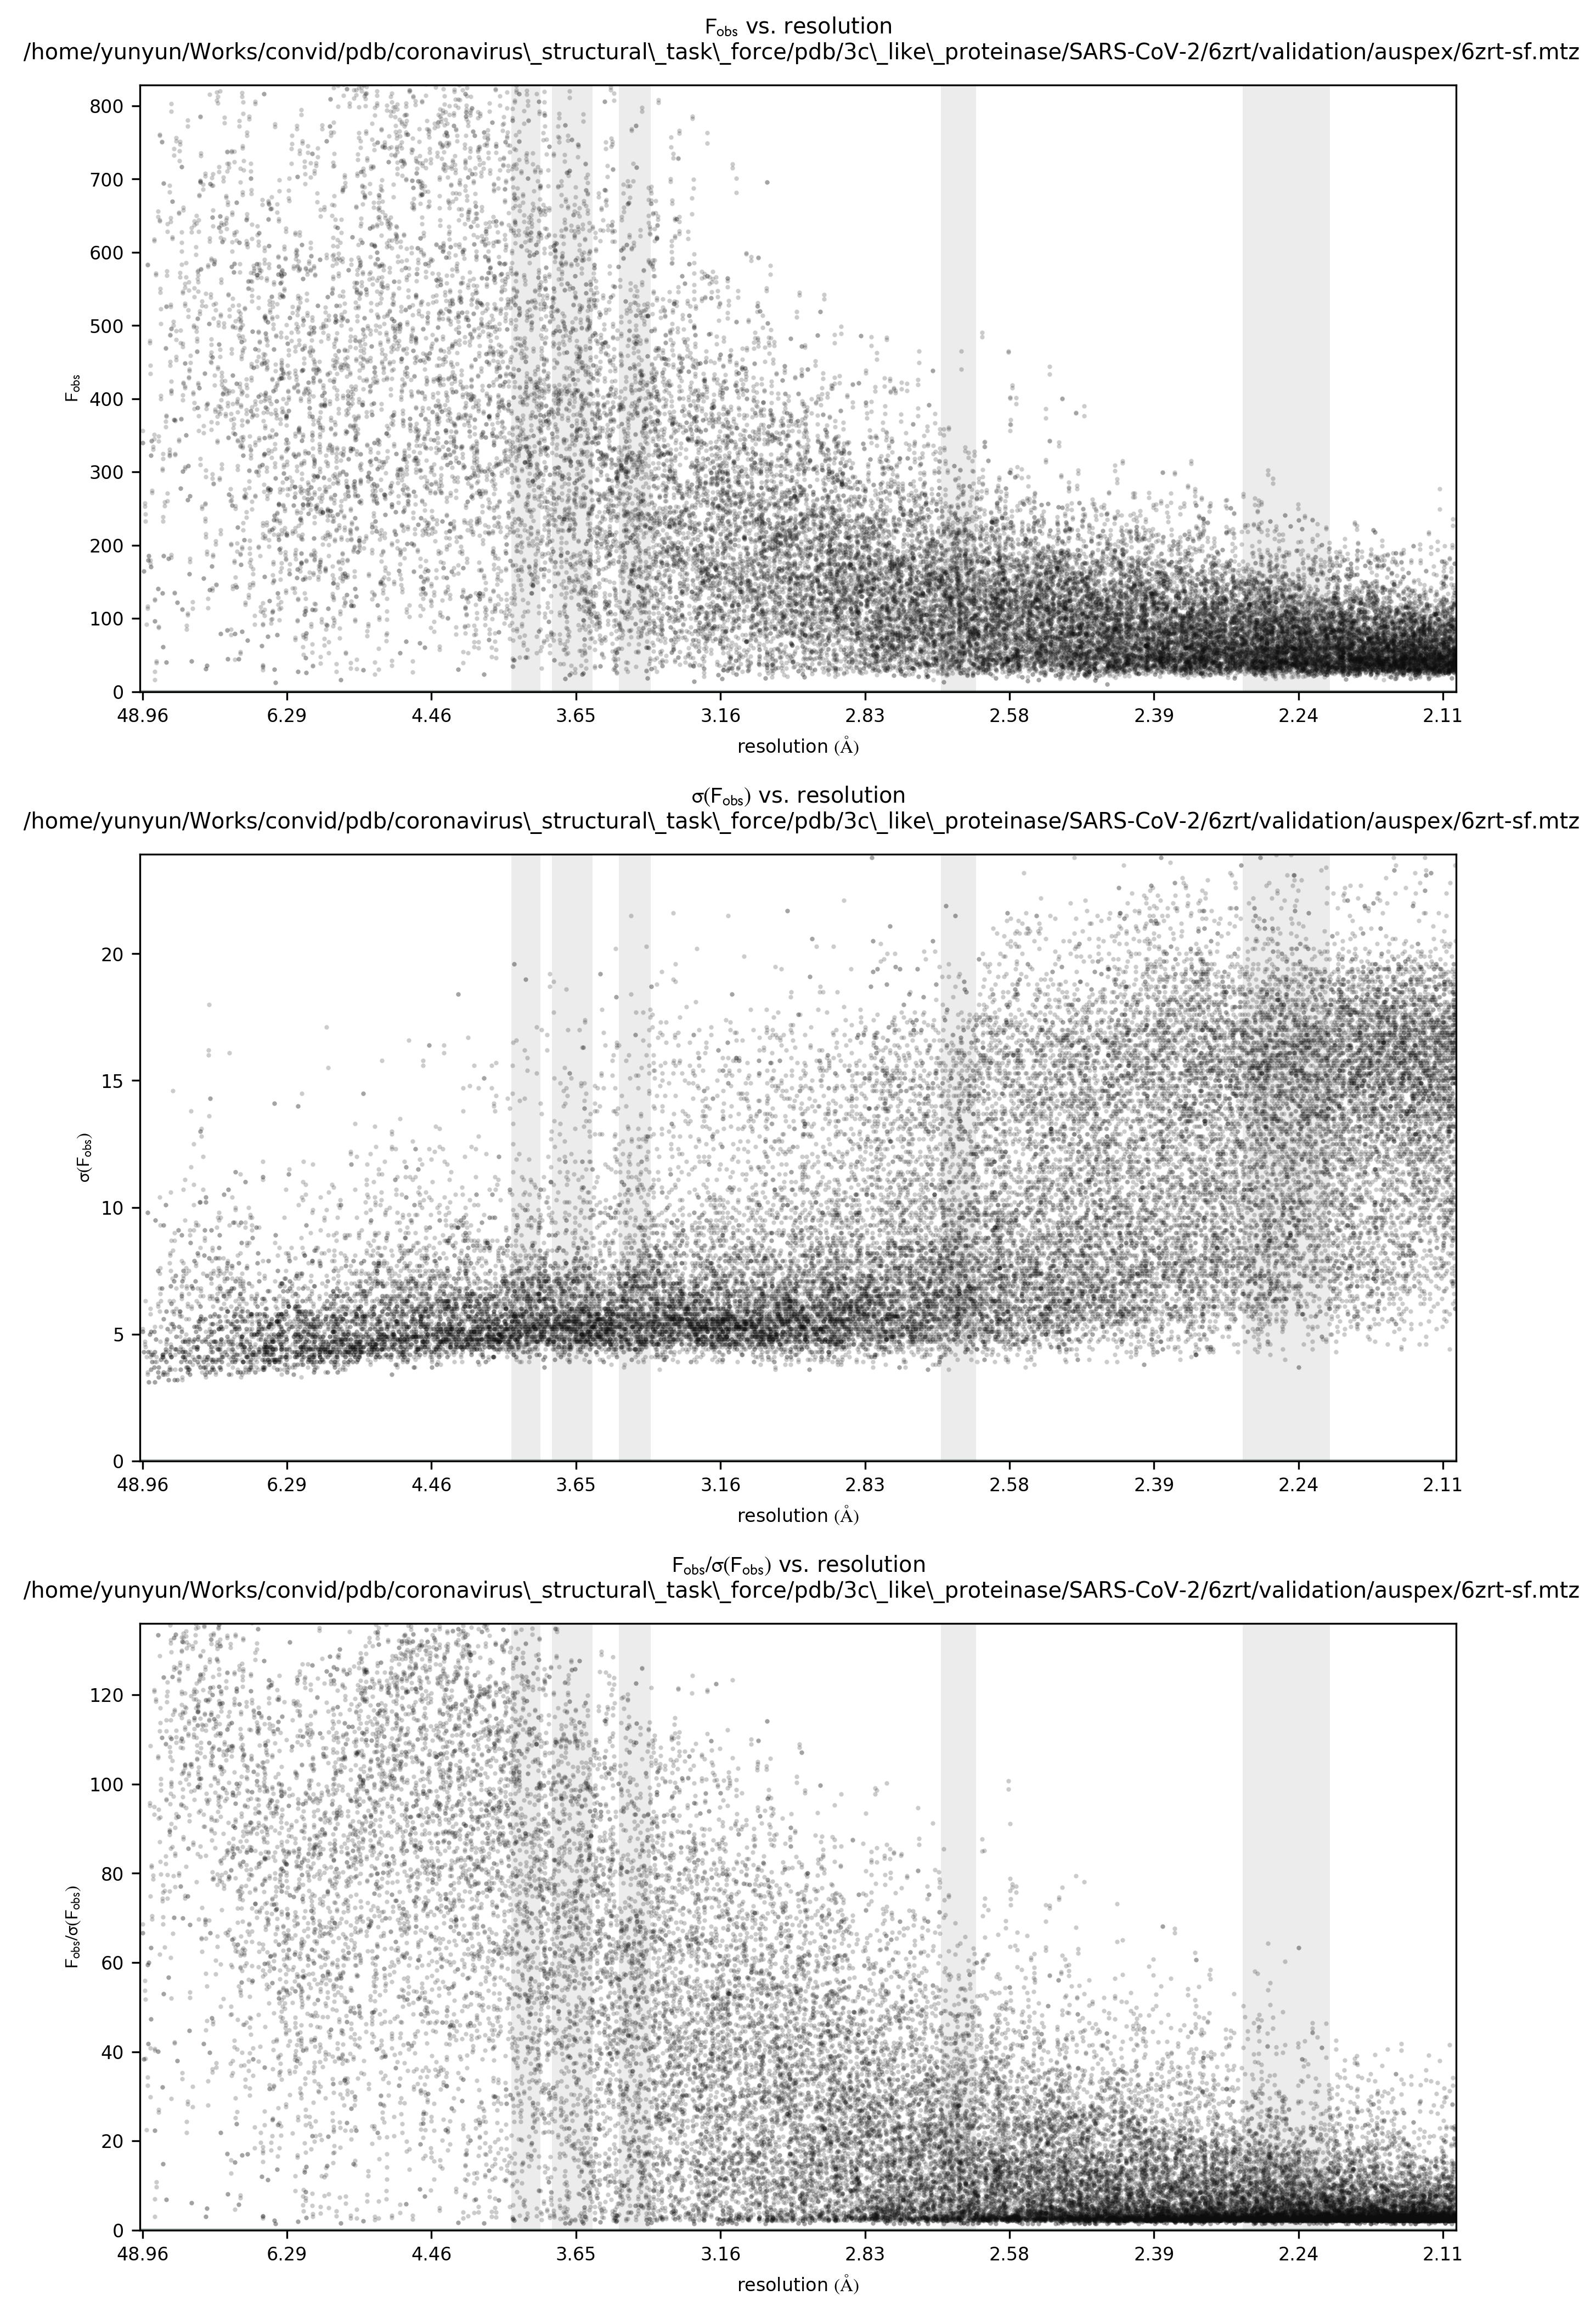 Fobs vs. resolution
/home/yunyun/Works/convid/pdb/coronavirus\_structural\_task\_force/pdb/3c\_like\_proteinase/SARS-CoV-2/6zrt/validation/auspex/6zrt-sf.mtz
800
700
600
500
400
300
200
100
0
Fobs
48.96 6.29 4.46 3.65 3.16 2.83 2.58 2.39 2.24 2.11
resolution (Å)
σ(Fobs) vs. resolution
/home/yunyun/Works/convid/pdb/coronavirus\_structural\_task\_force/pdb/3c\_like\_proteinase/SARS-CoV-2/6zrt/validation/auspex/6zrt-sf.mtz
20
15
10
5
0
σ(Fobs)
48.96 6.29 4.46 3.65 3.16 2.83 2.58 2.39 2.24 2.11
resolution (Å)
Fobs/σ(Fobs) vs. resolution
/home/yunyun/Works/convid/pdb/coronavirus\_structural\_task\_force/pdb/3c\_like\_proteinase/SARS-CoV-2/6zrt/validation/auspex/6zrt-sf.mtz
120
100
80
60
40
20
0
Fobs/σ(Fobs)
48.96 6.29 4.46 3.65 3.16 2.83 2.58 2.39 2.24 2.11
resolution (Å)